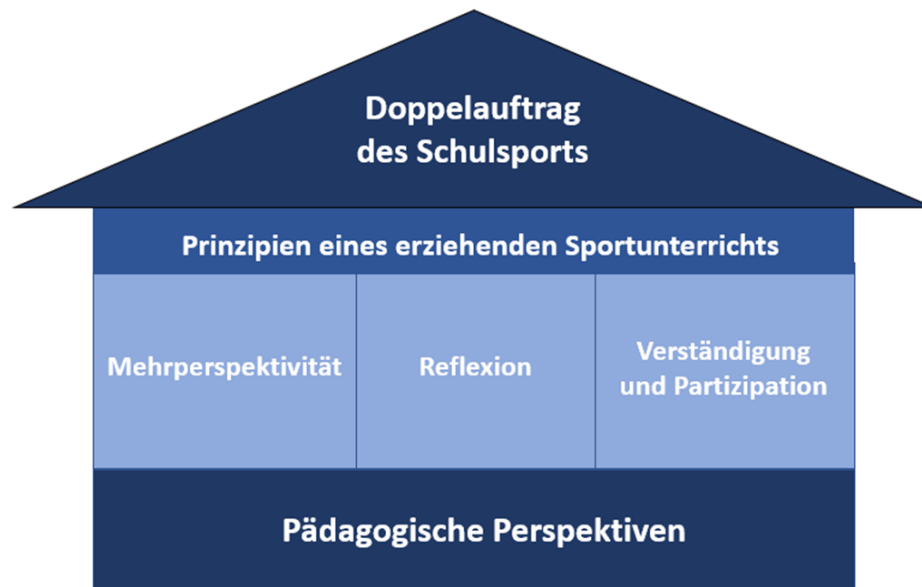 Doppelauftrag
des Schulsports
Prinzipien eines erziehenden Sportunterrichts
Mehrperspektivität
Reflexion
Verständigung
und Partizipation
Pädagogische Perspektiven